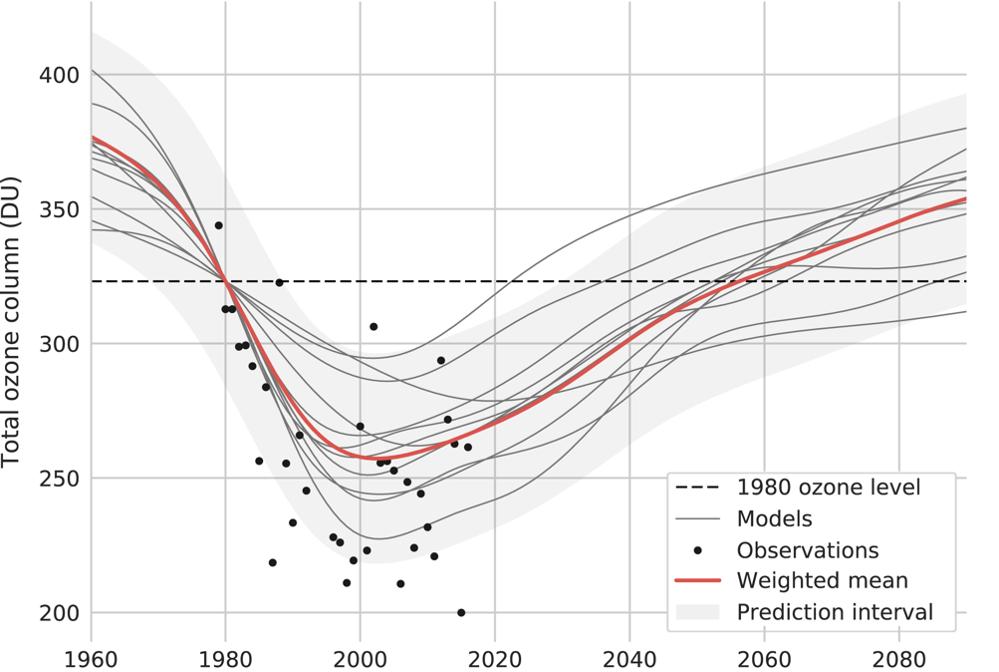 Total ozone column (DU)
400
350
300
250
200
1960 1980 2000 2020 2040 2060 2080
1980 ozone level
Models
Observations
Weighted mean
Prediction interval